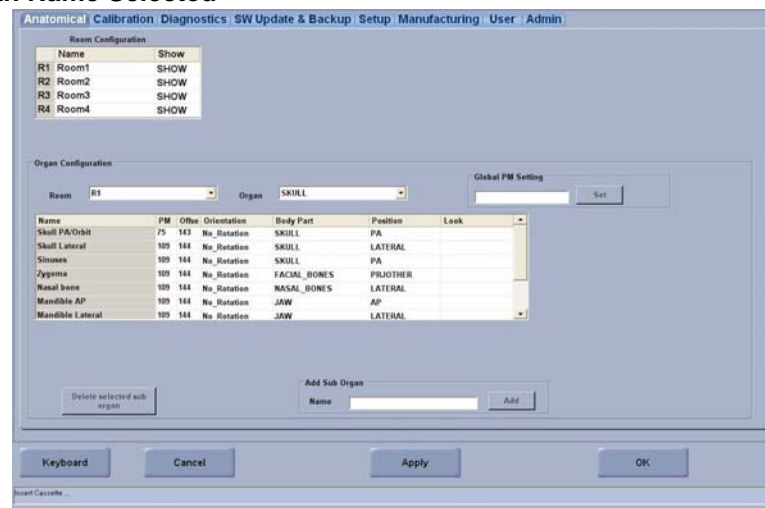 Name Selected
Anatomical Calibration Diagnostics SW Update & Backup Setup Manufacturing User Admin
Room Configuration
Name Show
R1 Room1 SHOW
R2 Room2 SHOW
R3 Room3 SHOW
R4 Room4 SHOW
Organ Configuration
Global PM Setting
Room R1 Organ SKULL Set
Name PM Offse Orientation Body Part Position Look
Skull PA/Orbit 75 143 No_Rotation SKULL PA
Skull Lateral 109 144 No_Rotation SKULL LATERAL
Sinuses 109 144 No_Rotation SKULL PA
Zygoma 109 144 No_Rotation FACIAL_BONES PRJOTHER
Nasal bone 109 144 No_Rotation NASAL_BONES LATERAL
Mandible AP 109 144 No_Rotation JAW AP
Mandible Lateral 109 144 No_Rotation JAW LATERAL
Add Sub Organ
Delete selected sub
organ
Name Add
Keyboard Cancel Apply OK
Insert Cassette ..